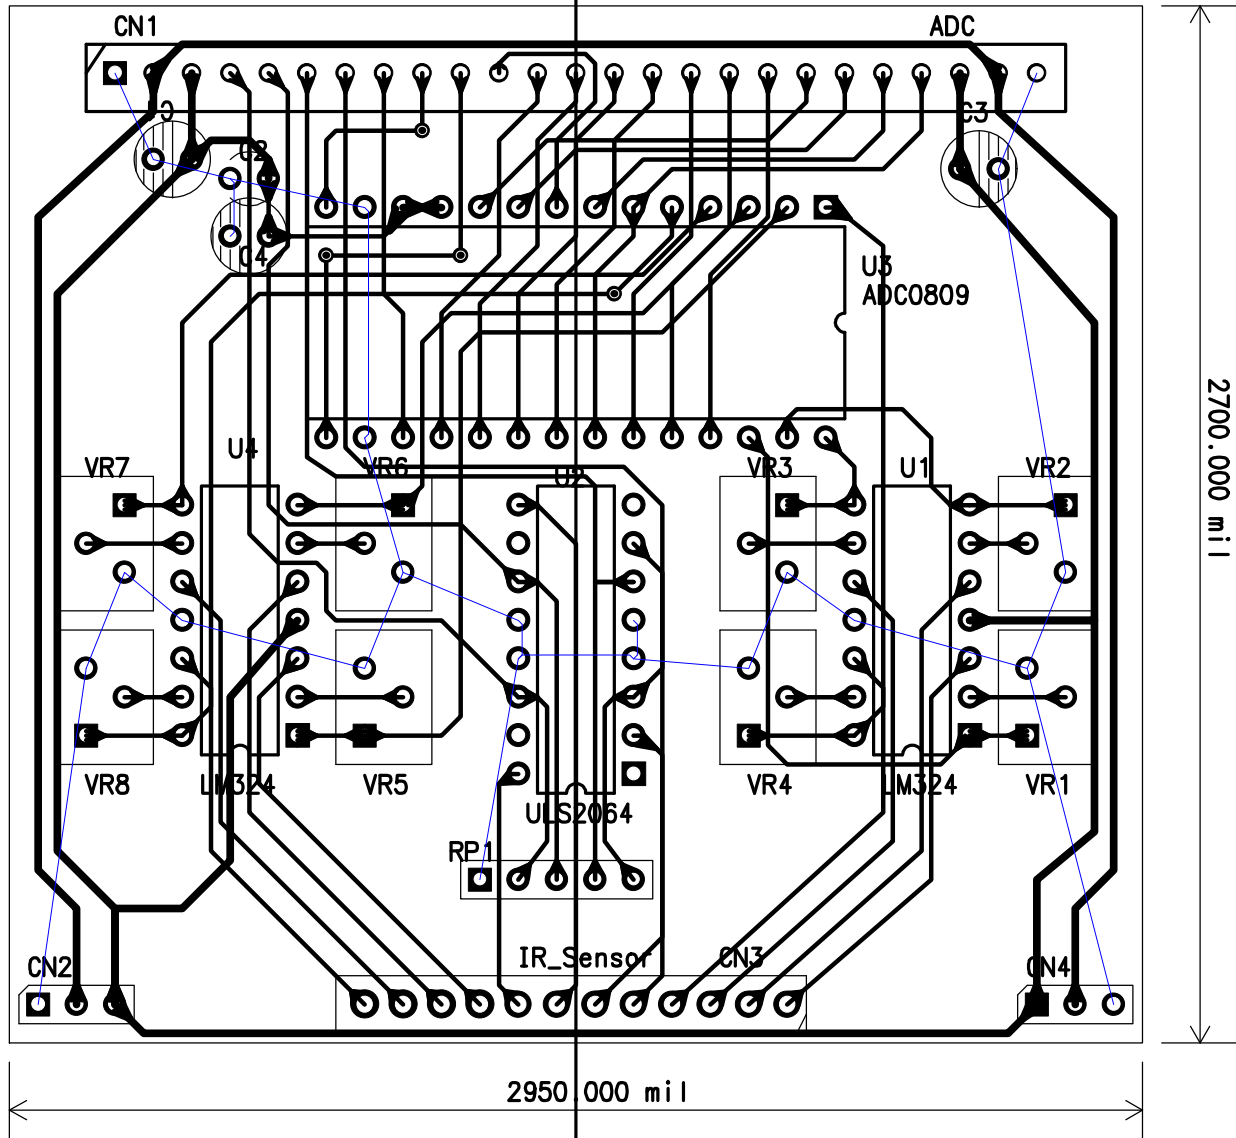 CN1
ADC
C2
C3
C4
U3
ADC0809
U4
VR7
VR6
VR3
U1
VR2
2700.000 mil
VR8
LM324
VR5
ULS2064
VR4
LM324
VR1
RP1
IR_Sensor
CN3
CN2
CN4
2950.000 mil